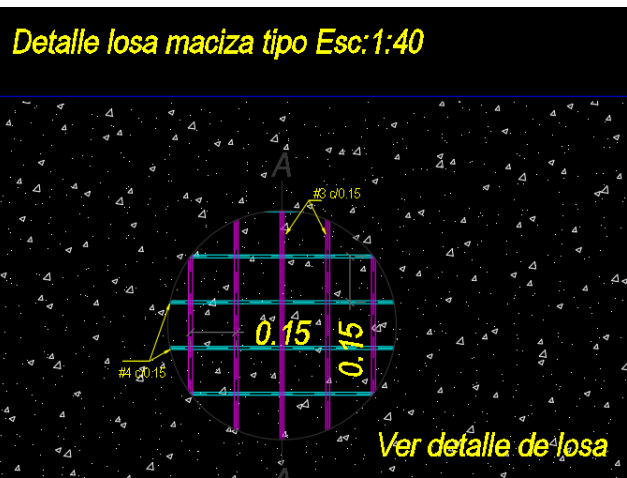 Detalle losa maciza tipo Esc:1:40
A
#3 c/0.15
0.15
0.15
#4 c/0.15
Ver detalle de losa
A